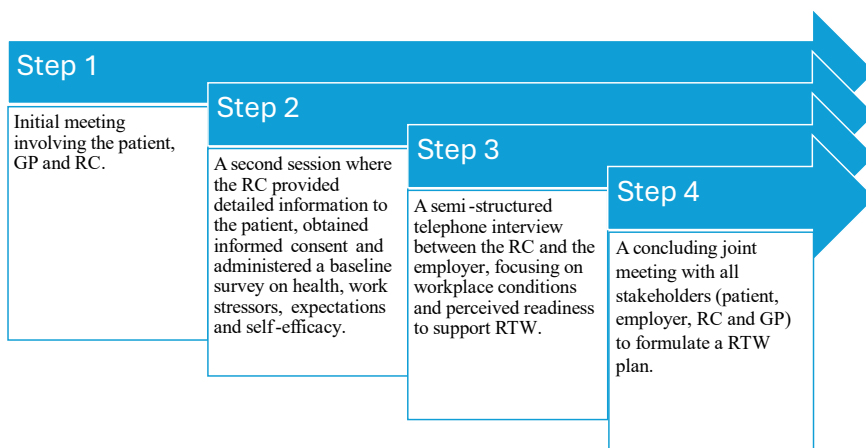 Step 1
Initial meeting
involving the patient,
GP and RC.
Step 2
A second session where
the RC provided
detailed information to
the patient, obtained
informed consent and
administered a baseline
survey on health, work
stressors, expectations
and self-efficacy.
Step 3
A semi-structured
telephone interview
between the RC and the
employer, focusing on
workplace conditions
and perceived readiness
to support RTW.
Step 4
A concluding joint
meeting with all
stakeholders (patient,
employer, RC and GP)
to formulate a RTW
plan.